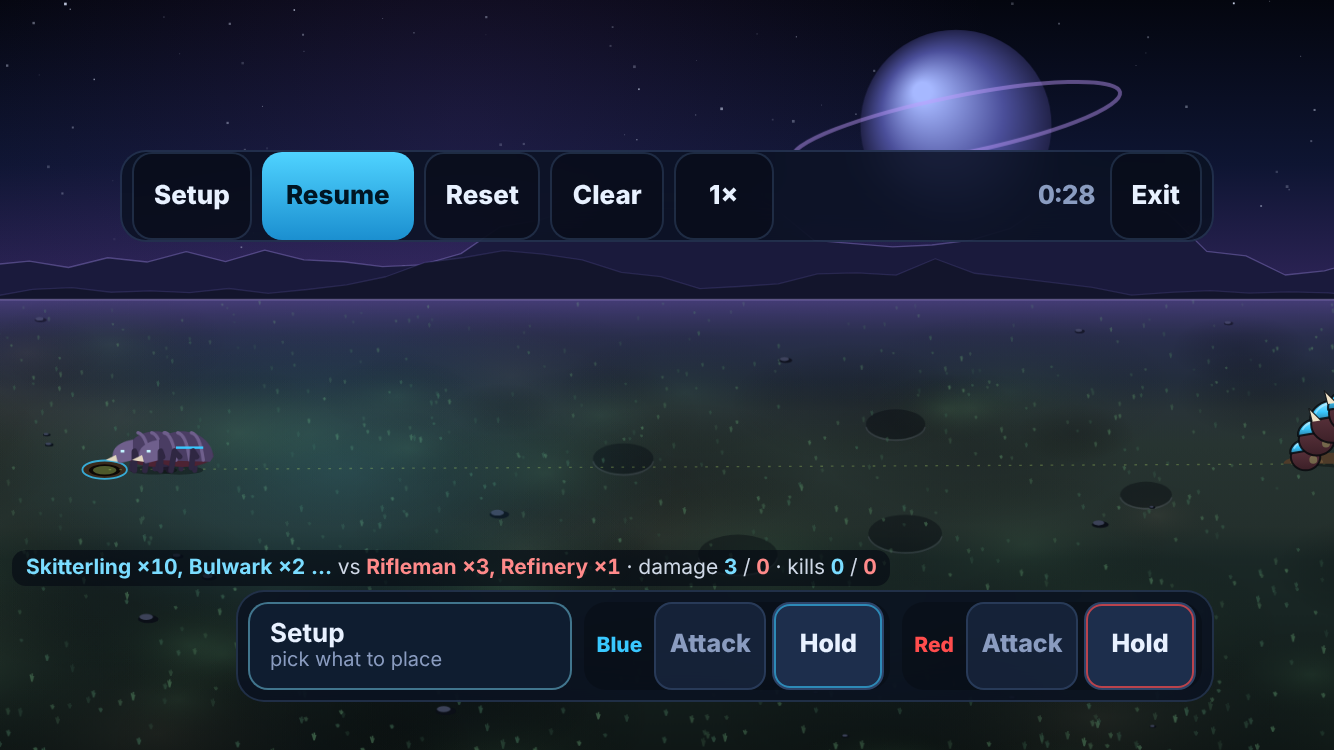 Setup Resume Reset Clear 1× 0:28 Exit
Skitterling ×10, Bulwark ×2 ... vs Rifleman ×3, Refinery ×1 · damage 3 / 0 · kills 0 / 0
Setup
pick what to place
Blue Attack Hold Red Attack Hold